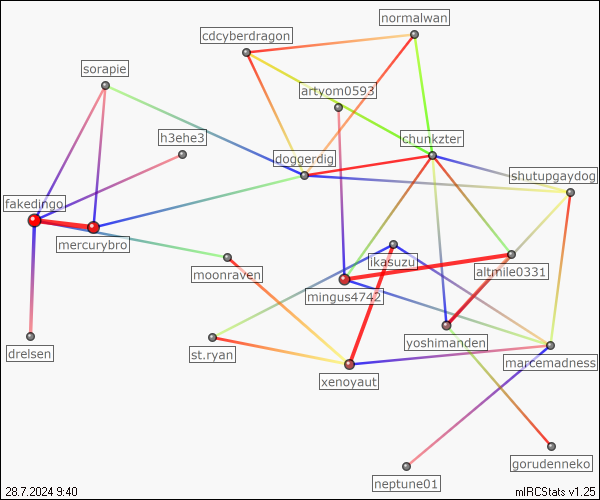 normalwan
cdcyberdragon
sorapie
artyom0593
h3ehe3
chunkzter
doggerdig
shutupgaydog
fakedingo
mercurybro
ikasuzu
moonraven
altmile0331
mingus4742
drelsen
st.ryan
yoshimanden
marcemadness
xenoyaut
gorudenneko
neptune01
28.7.2024 9:40
mIRCStats v1.25